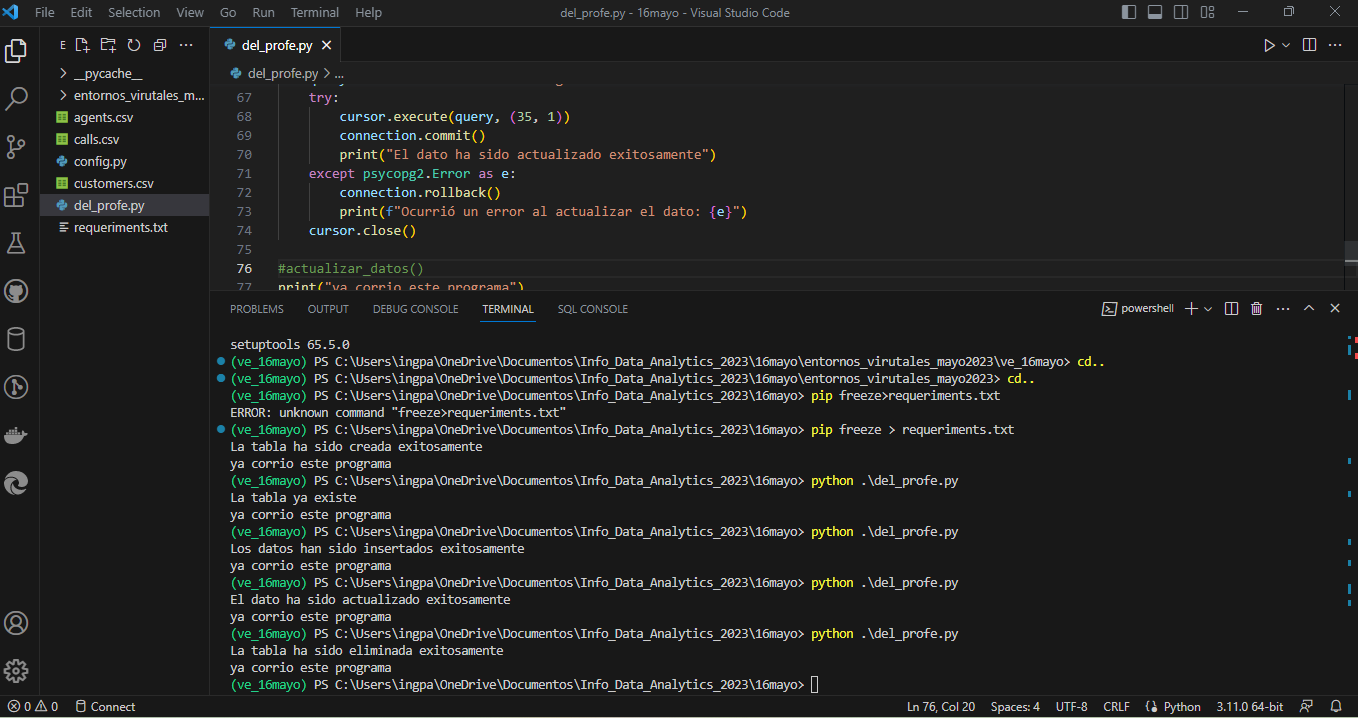 File Edit Selection View Go Run Terminal Help del_profe.py - 16mayo - Visual Studio Code
E
__pycache__
entornos_virutales_m...
agents.csv
calls.csv
config.py
customers.csv
del_profe.py
requeriments.txt
del_profe.py
del_profe.py > ...
67 try:
68 cursor.execute(query, (35, 1))
69 connection.commit()
70 print("El dato ha sido actualizado exitosamente")
71 except psycopg2.Error as e:
72 connection.rollback()
73 print(f"Ocurrió un error al actualizar el dato: {e}")
74 cursor.close()
75
76 #actualizar_datos()
77 print("ya corrio este programa")
PROBLEMS OUTPUT DEBUG CONSOLE TERMINAL SQL CONSOLE powershell
setuptools 65.5.0
(ve_16mayo) PS C:\Users\ingpa\OneDrive\Documentos\Info_Data_Analytics_2023\16mayo\entornos_virutales_mayo2023\ve_16mayo> cd..
(ve_16mayo) PS C:\Users\ingpa\OneDrive\Documentos\Info_Data_Analytics_2023\16mayo\entornos_virutales_mayo2023> cd..
(ve_16mayo) PS C:\Users\ingpa\OneDrive\Documentos\Info_Data_Analytics_2023\16mayo> pip freeze>requeriments.txt
ERROR: unknown command "freeze>requeriments.txt"
(ve_16mayo) PS C:\Users\ingpa\OneDrive\Documentos\Info_Data_Analytics_2023\16mayo> pip freeze > requeriments.txt
La tabla ha sido creada exitosamente
ya corrio este programa
(ve_16mayo) PS C:\Users\ingpa\OneDrive\Documentos\Info_Data_Analytics_2023\16mayo> python .\del_profe.py
La tabla ya existe
ya corrio este programa
(ve_16mayo) PS C:\Users\ingpa\OneDrive\Documentos\Info_Data_Analytics_2023\16mayo> python .\del_profe.py
Los datos han sido insertados exitosamente
ya corrio este programa
(ve_16mayo) PS C:\Users\ingpa\OneDrive\Documentos\Info_Data_Analytics_2023\16mayo> python .\del_profe.py
El dato ha sido actualizado exitosamente
ya corrio este programa
(ve_16mayo) PS C:\Users\ingpa\OneDrive\Documentos\Info_Data_Analytics_2023\16mayo> python .\del_profe.py
La tabla ha sido eliminada exitosamente
ya corrio este programa
(ve_16mayo) PS C:\Users\ingpa\OneDrive\Documentos\Info_Data_Analytics_2023\16mayo>
0 0 Connect Ln 76, Col 20 Spaces: 4 UTF-8 CRLF Python 3.11.0 64-bit